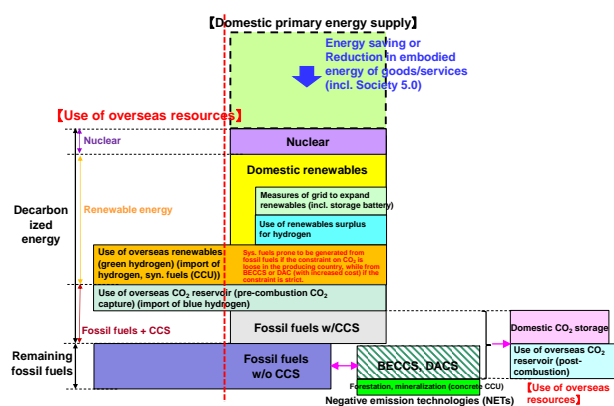 【Domestic primary energy supply】
Energy saving or
Reduction in embodied
energy of goods/services
(incl. Society 5.0)
【Use of overseas resources】
Nuclear
Nuclear
Domestic renewables
Renewable energy
Measures of grid to expand
renewables (incl. storage battery)
Use of renewables surplus
for hydrogen
Decarbon
ized
energy
Use of overseas renewables
(green hydrogen) (import of
hydrogen, syn. fuels (CCU))
Sys. fuels prone to be generated from
fossil fuels if the constraint on CO2 is
loose in the producing country, while from
BECCS or DAC (with increased cost) if the
constraint is strict.
Use of overseas CO2 reservoir (pre-combustion CO2
capture) (import of blue hydrogen)
Fossil fuels + CCS
Fossil fuels w/CCS
Domestic CO2 storage
Use of overseas CO2
reservoir (post-
combustion)
Remaining
fossil fuels
Fossil fuels
w/o CCS
BECCS, DACS
Forestation, mineralization (concrete CCU)
Negative emission technologies (NETs)
【Use of overseas
resources】